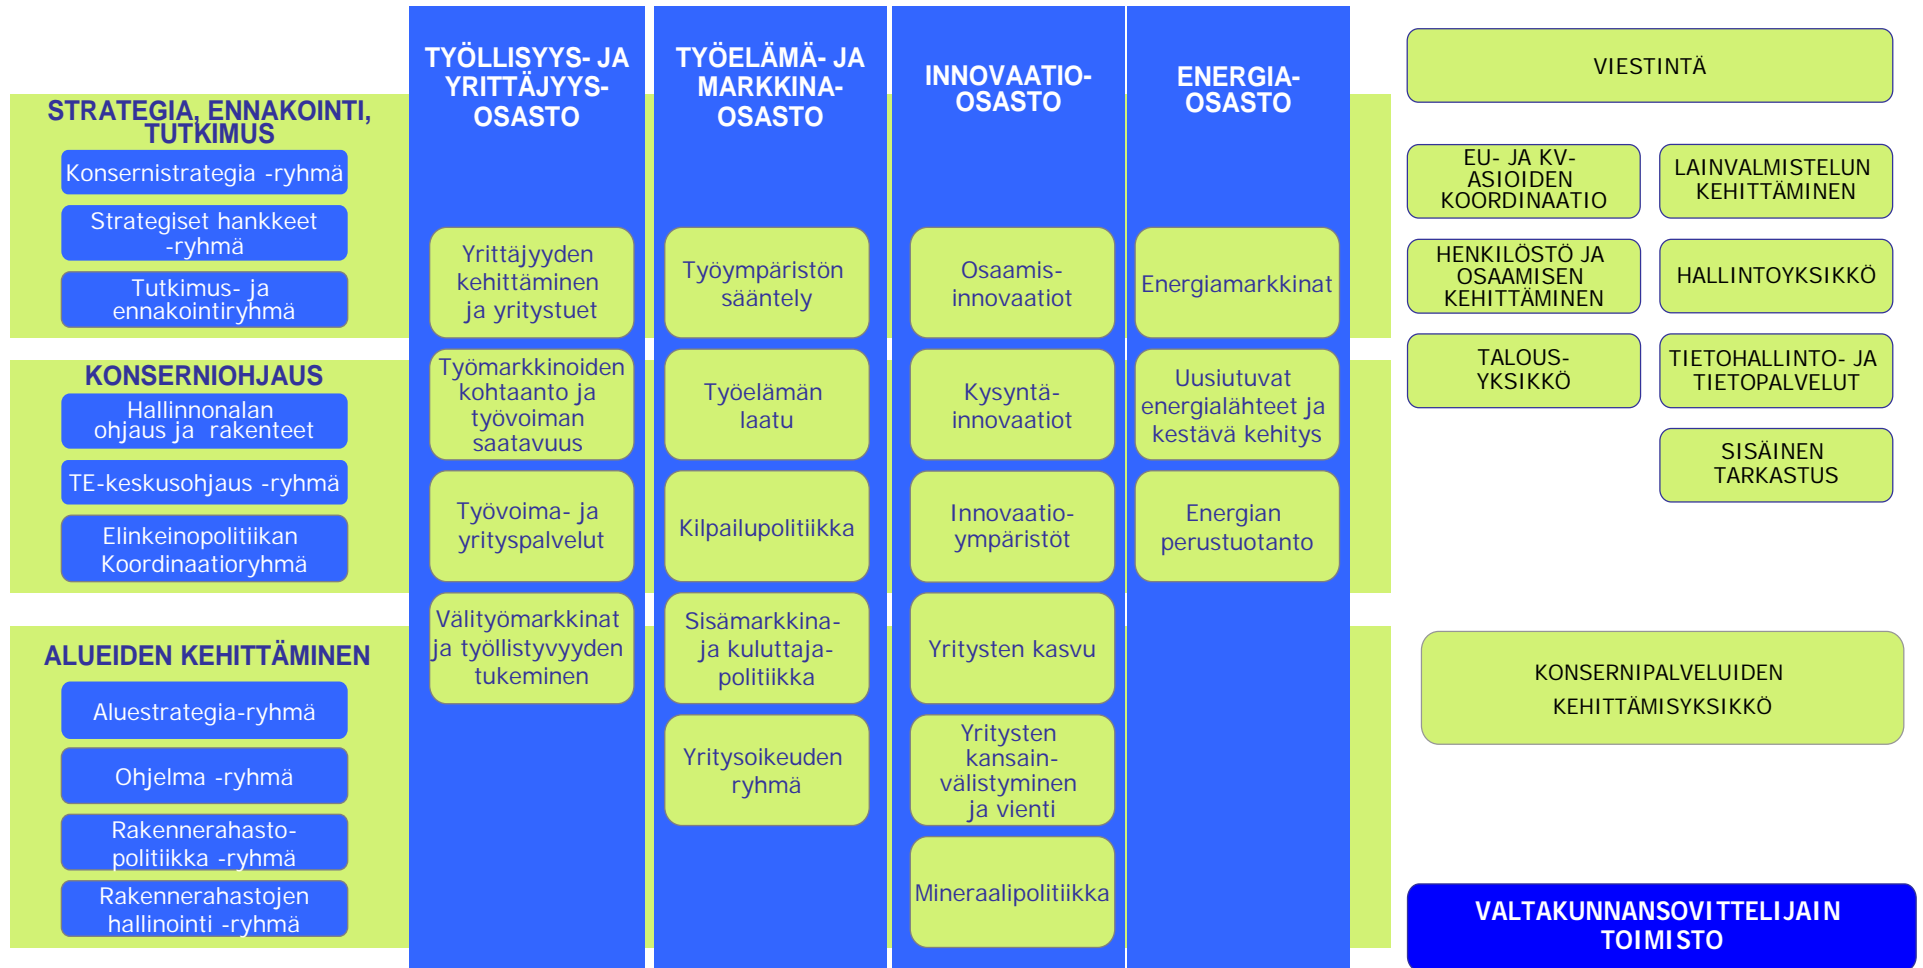 TYÖLLISYYS- JA
YRITTÄJYYS-
OSASTO
TYÖELÄMÄ- JA
MARKKINA-
OSASTO
INNOVAATIO-
OSASTO
ENERGIA-
OSASTO
STRATEGIA, ENNAKOINTI,
TUTKIMUS
Konsernistrategia -ryhmä
Strategiset hankkeet
-ryhmä
Tutkimus- ja
ennakointiryhmä
KONSERNIOHJAUS
Hallinnonalan
ohjaus ja rakenteet
TE-keskusohjaus -ryhmä
Elinkeinopolitiikan
Koordinaatioryhmä
ALUEIDEN KEHITTÄMINEN
Aluestrategia-ryhmä
Ohjelma -ryhmä
Rakennerahasto-
politiikka -ryhmä
Rakennerahastojen
hallinointi -ryhmä
Yrittäjyyden
kehittäminen
ja yritystuet
Työmarkkinoiden
kohtaanto ja
työvoiman
saatavuus
Työvoima- ja
yrityspalvelut
Välityömarkkinat
ja työllistyvyyden
tukeminen
Työympäristön
sääntely
Työelämän
laatu
Kilpailupolitiikka
Sisämarkkina-
ja kuluttaja-
politiikka
Yritysoikeuden
ryhmä
Osaamis-
innovaatiot
Kysyntä-
innovaatiot
Innovaatio-
ympäristöt
Yritysten kasvu
Yritysten
kansain-
välistyminen
ja vienti
Mineraalipolitiikka
Energiamarkkinat
Uusiutuvat
energialähteet ja
kestävä kehitys
Energian
perustuotanto
VIESTINTÄ
EU- JA KV-
ASIOIDEN
KOORDINAATIO
LAINVALMISTELUN
KEHITTÄMINEN
HENKILÖSTÖ JA
OSAAMISEN
KEHITTÄMINEN
HALLINTOYKSIKKÖ
TALOUS-
YKSIKKÖ
TIETOHALLINTO- JA
TIETOPALVELUT
SISÄINEN
TARKASTUS
KONSERNIPALVELUIDEN
KEHITTÄMISYKSIKKÖ
VALTAKUNNANSOVITTELIJAIN
TOIMISTO